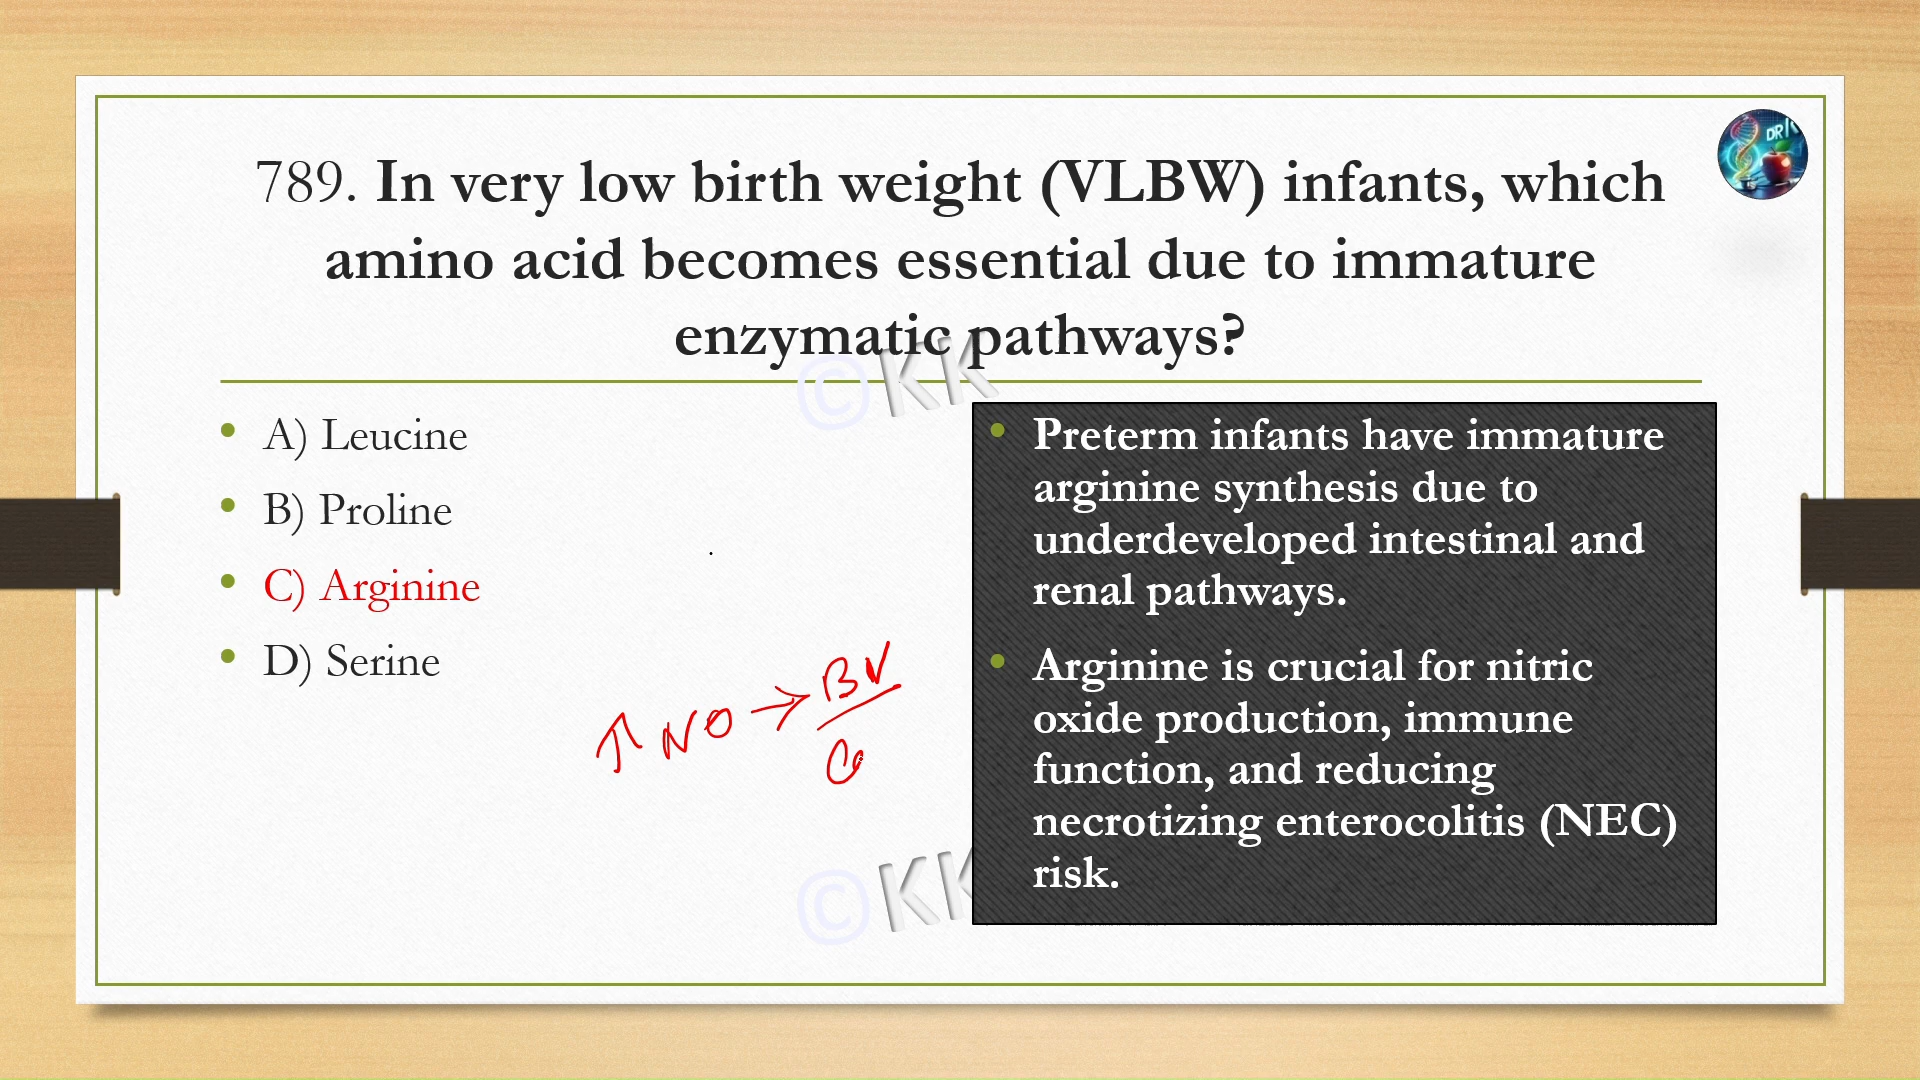 789. In very low birth weight (VLBW) infants, which
amino acid becomes essential due to immature
enzymatic pathways?
A) Leucine
B) Proline
C) Arginine
D) Serine
↑ NO → BV
Preterm infants have immature
arginine synthesis due to
underdeveloped intestinal and
renal pathways.
Arginine is crucial for nitric
oxide production, immune
function, and reducing
necrotizing enterocolitis (NEC)
risk.
©KK
©KK